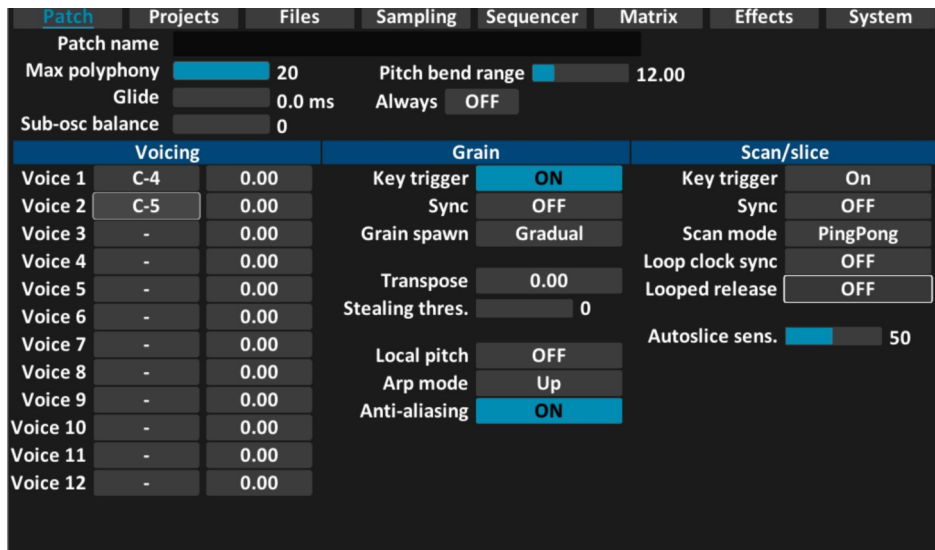 Patch Projects Files Sampling Sequencer Matrix Effects System
Patch name
Max polyphony 20 Pitch bend range 12.00
Glide 0.0 ms Always OFF
Sub-osc balance 0
Voicing Grain Scan/slice
Voice 1 C-4 0.00 Key trigger ON Key trigger On
Voice 2 C-5 0.00 Sync OFF Sync OFF
Voice 3 - 0.00 Grain spawn Gradual Scan mode PingPong
Voice 4 - 0.00 Loop clock sync OFF
Voice 5 - 0.00 Transpose 0.00 Looped release OFF
Voice 6 - 0.00 Stealing thres. 0
Voice 7 - 0.00 Local pitch OFF Autoslice sens. 50
Voice 8 - 0.00 Arp mode Up
Voice 9 - 0.00 Anti-aliasing ON
Voice 10 - 0.00
Voice 11 - 0.00
Voice 12 - 0.00